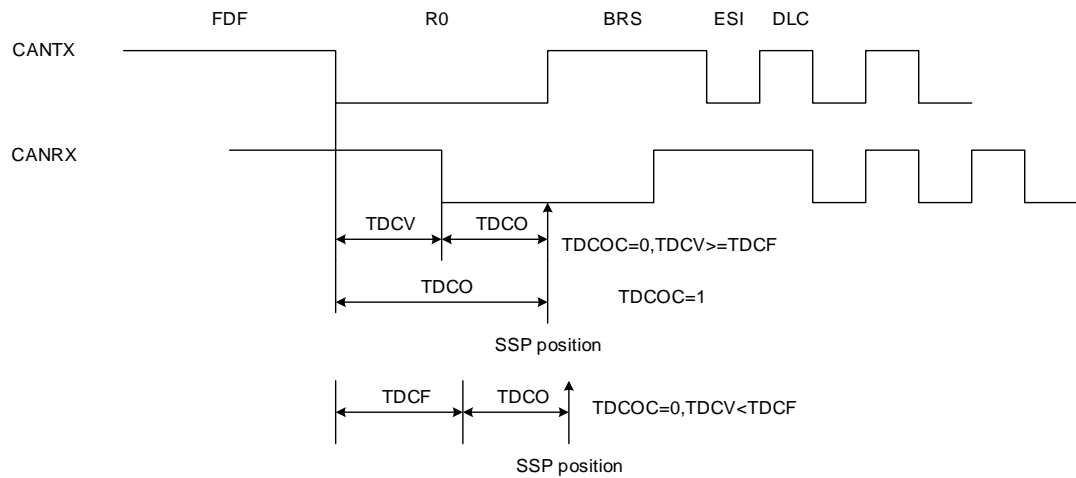 FDF R0 BRS ESI DLC
CANTX
CANRX
TDCV TDCO
TDCOC=0,TDCV>=TDCF
TDCO TDCOC=1
SSP position
TDCF TDCO
TDCOC=0,TDCV<TDCF
SSP position